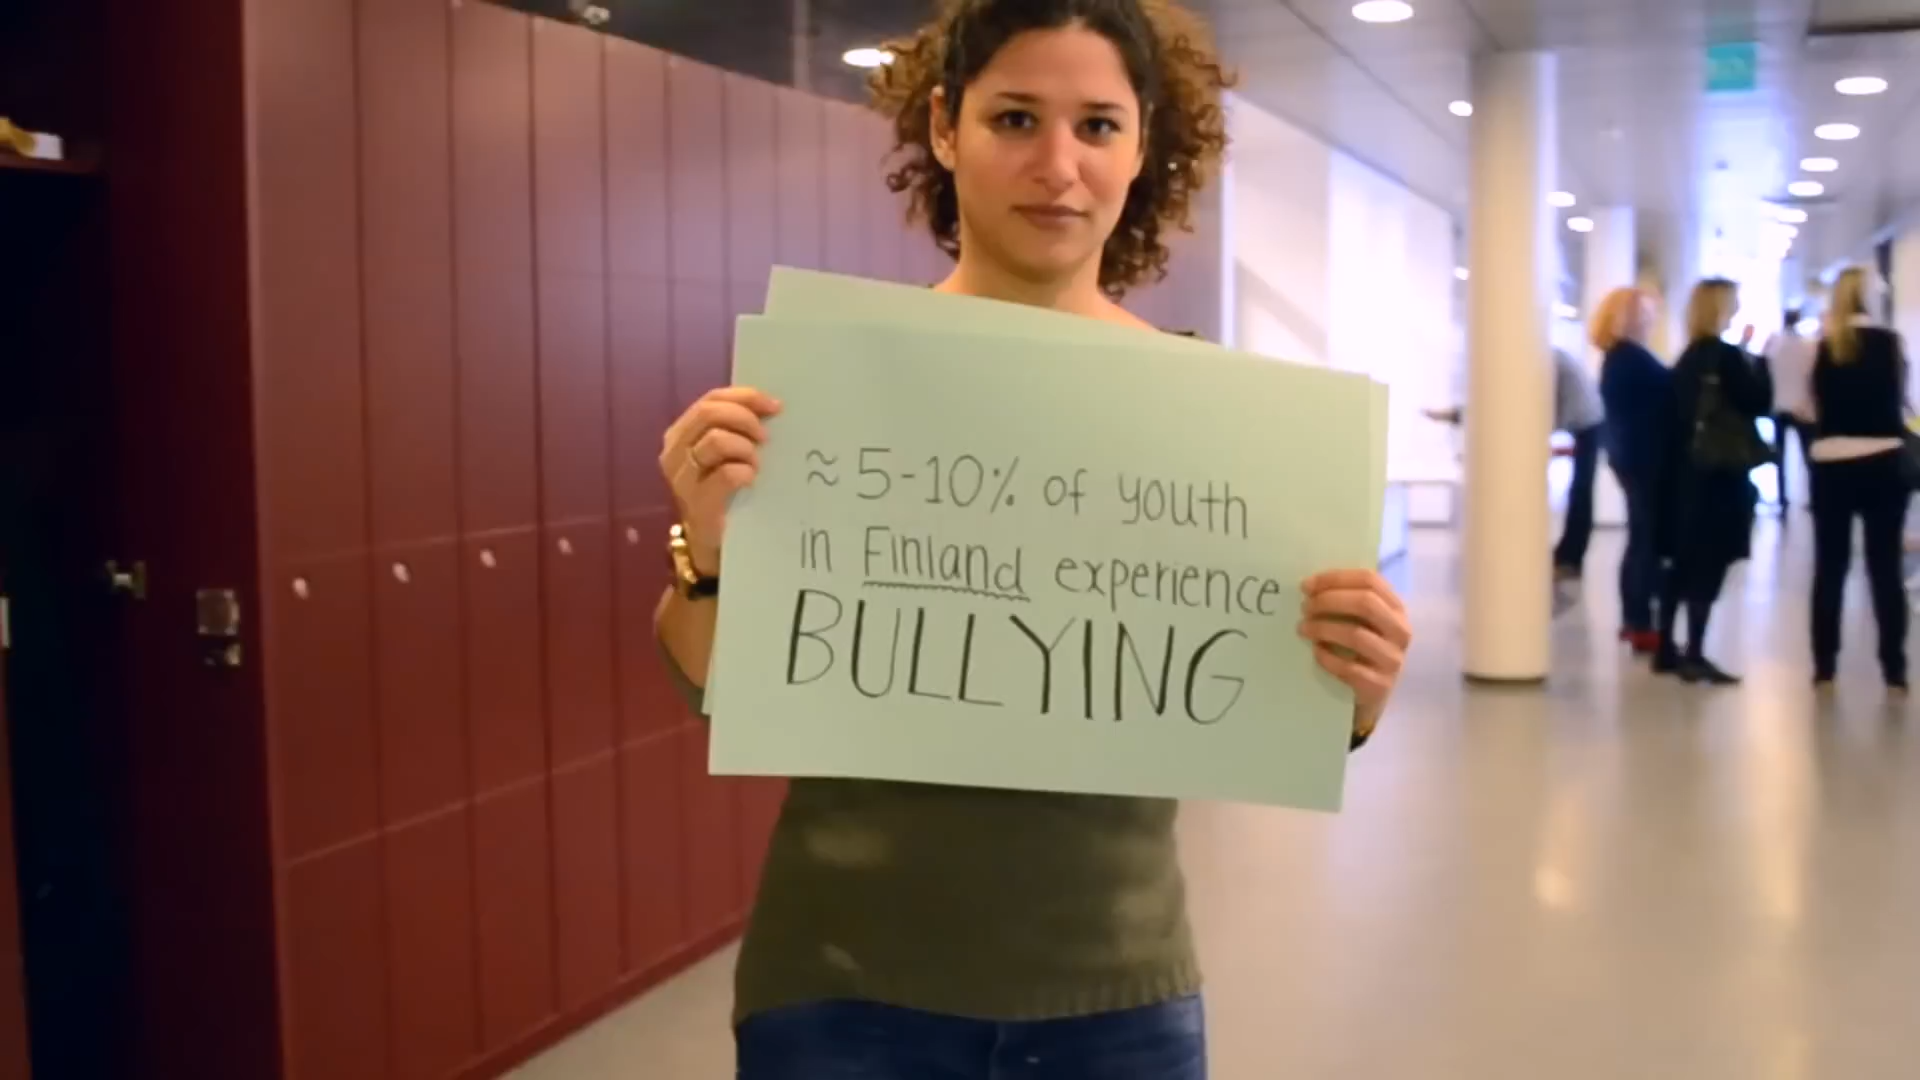 ≈ 5-10% of youth
in Finland experience
BULLYING